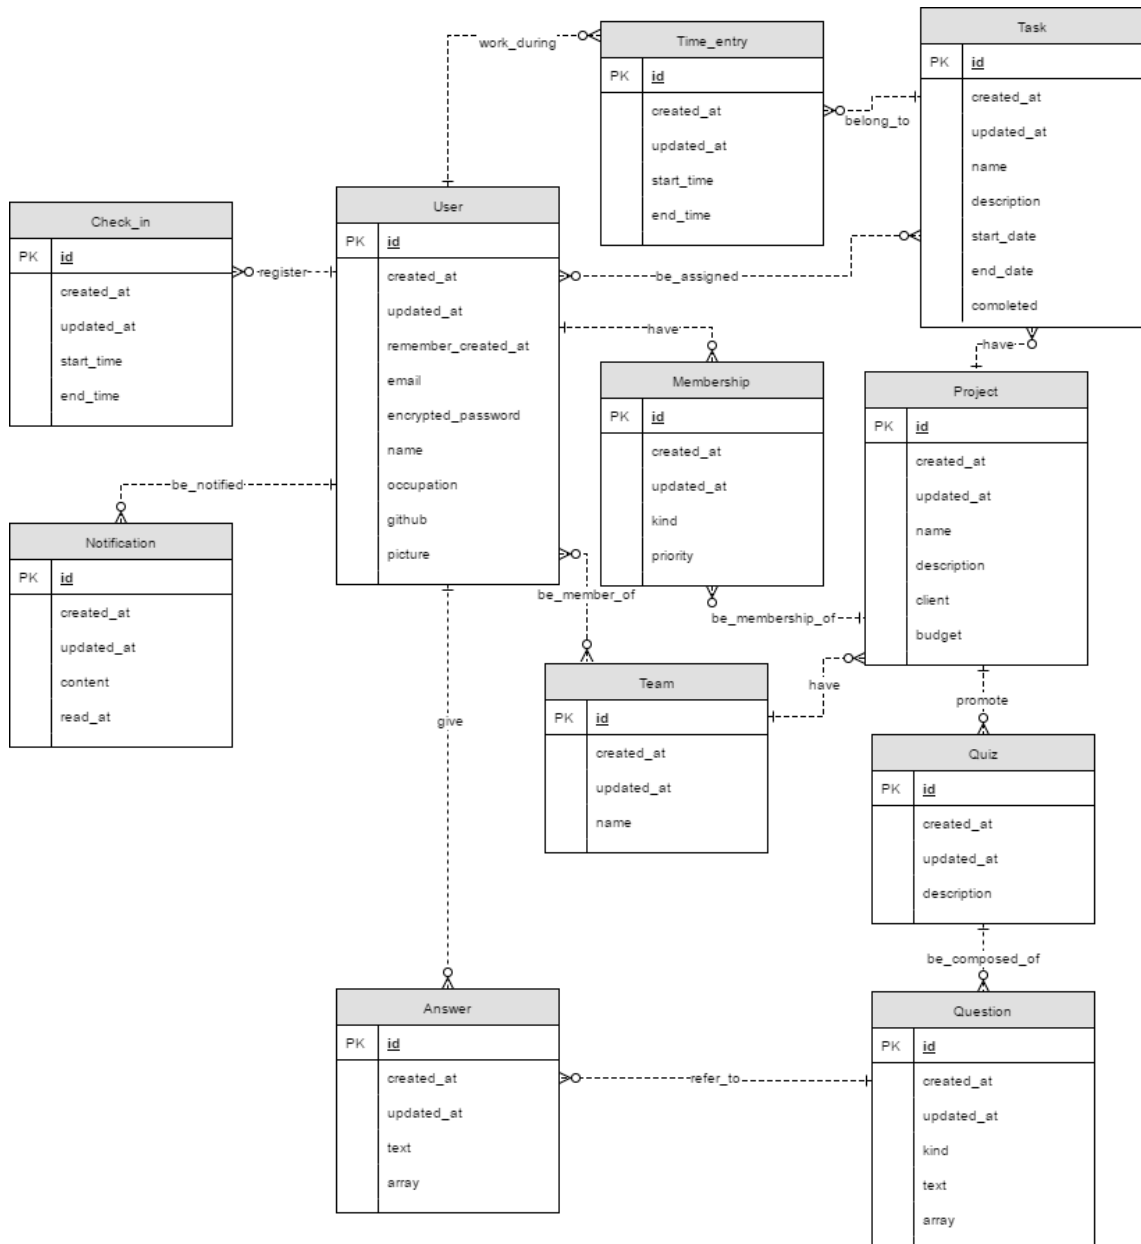 Task
PK id
created_at
updated_at
name
description
start_date
end_date
completed
Time_entry
PK id
created_at
updated_at
start_time
end_time
work_during
belong_to
User
PK id
created_at
updated_at
remember_created_at
email
encrypted_password
name
occupation
github
picture
Check_in
PK id
created_at
updated_at
start_time
end_time
register
be_assigned
have
have
Membership
PK id
created_at
updated_at
kind
priority
Project
PK id
created_at
updated_at
name
description
client
budget
be_notified
Notification
PK id
created_at
updated_at
content
read_at
be_member_of
be_membership_of
Team
PK id
created_at
updated_at
name
have
promote
give
Quiz
PK id
created_at
updated_at
description
be_composed_of
Answer
PK id
created_at
updated_at
text
array
refer_to
Question
PK id
created_at
updated_at
kind
text
array